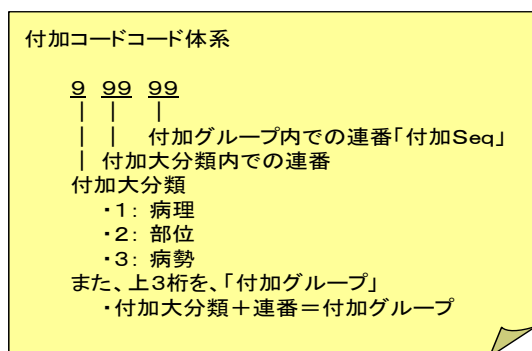 付加コードコード体系
９ ９９ ９９
｜ ｜ ｜
｜ ｜ 付加グループ内での連番「付加Ｓｅｑ」
｜ 付加大分類内での連番
付加大分類
・１： 病理
・２： 部位
・３： 病勢
また、上３桁を、「付加グループ」
・付加大分類＋連番＝付加グループ